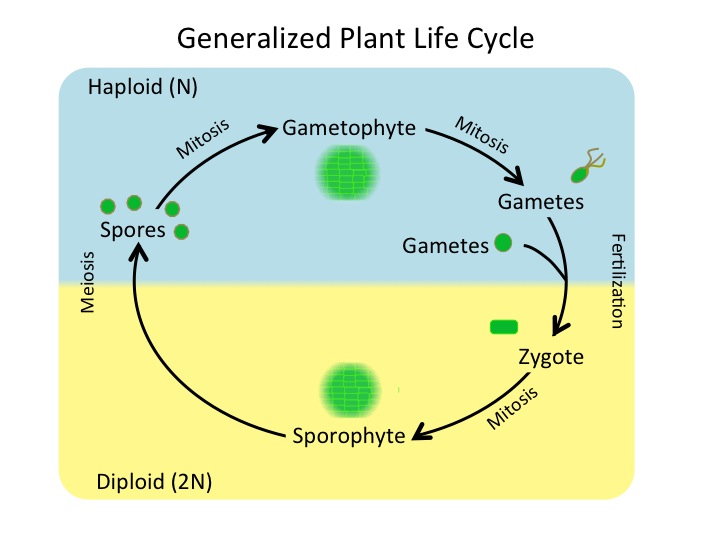 Generalized Plant Life Cycle
Haploid (N)
Mitosis
Gametophyte
Mitosis
Gametes
Spores
Gametes
Meiosis
Fertilization
Zygote
Mitosis
Sporophyte
Diploid (2N)